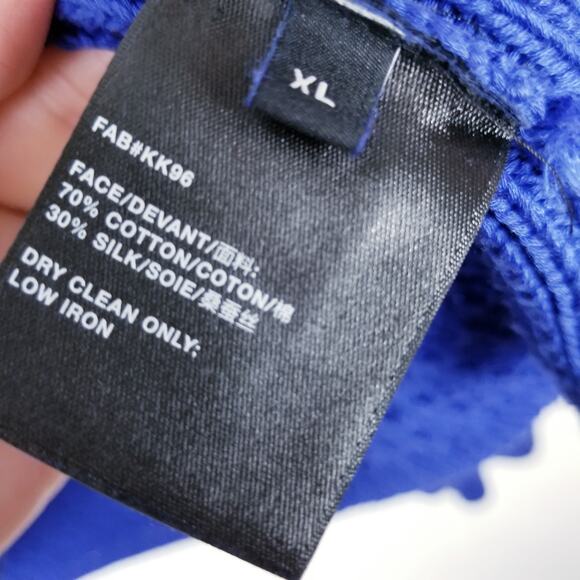 XL
FAB#KK96
FACE/DEVANT/面料:
70% COTTON/COTON/棉
30% SILK/SOIE/桑蚕丝
DRY CLEAN ONLY;
LOW IRON